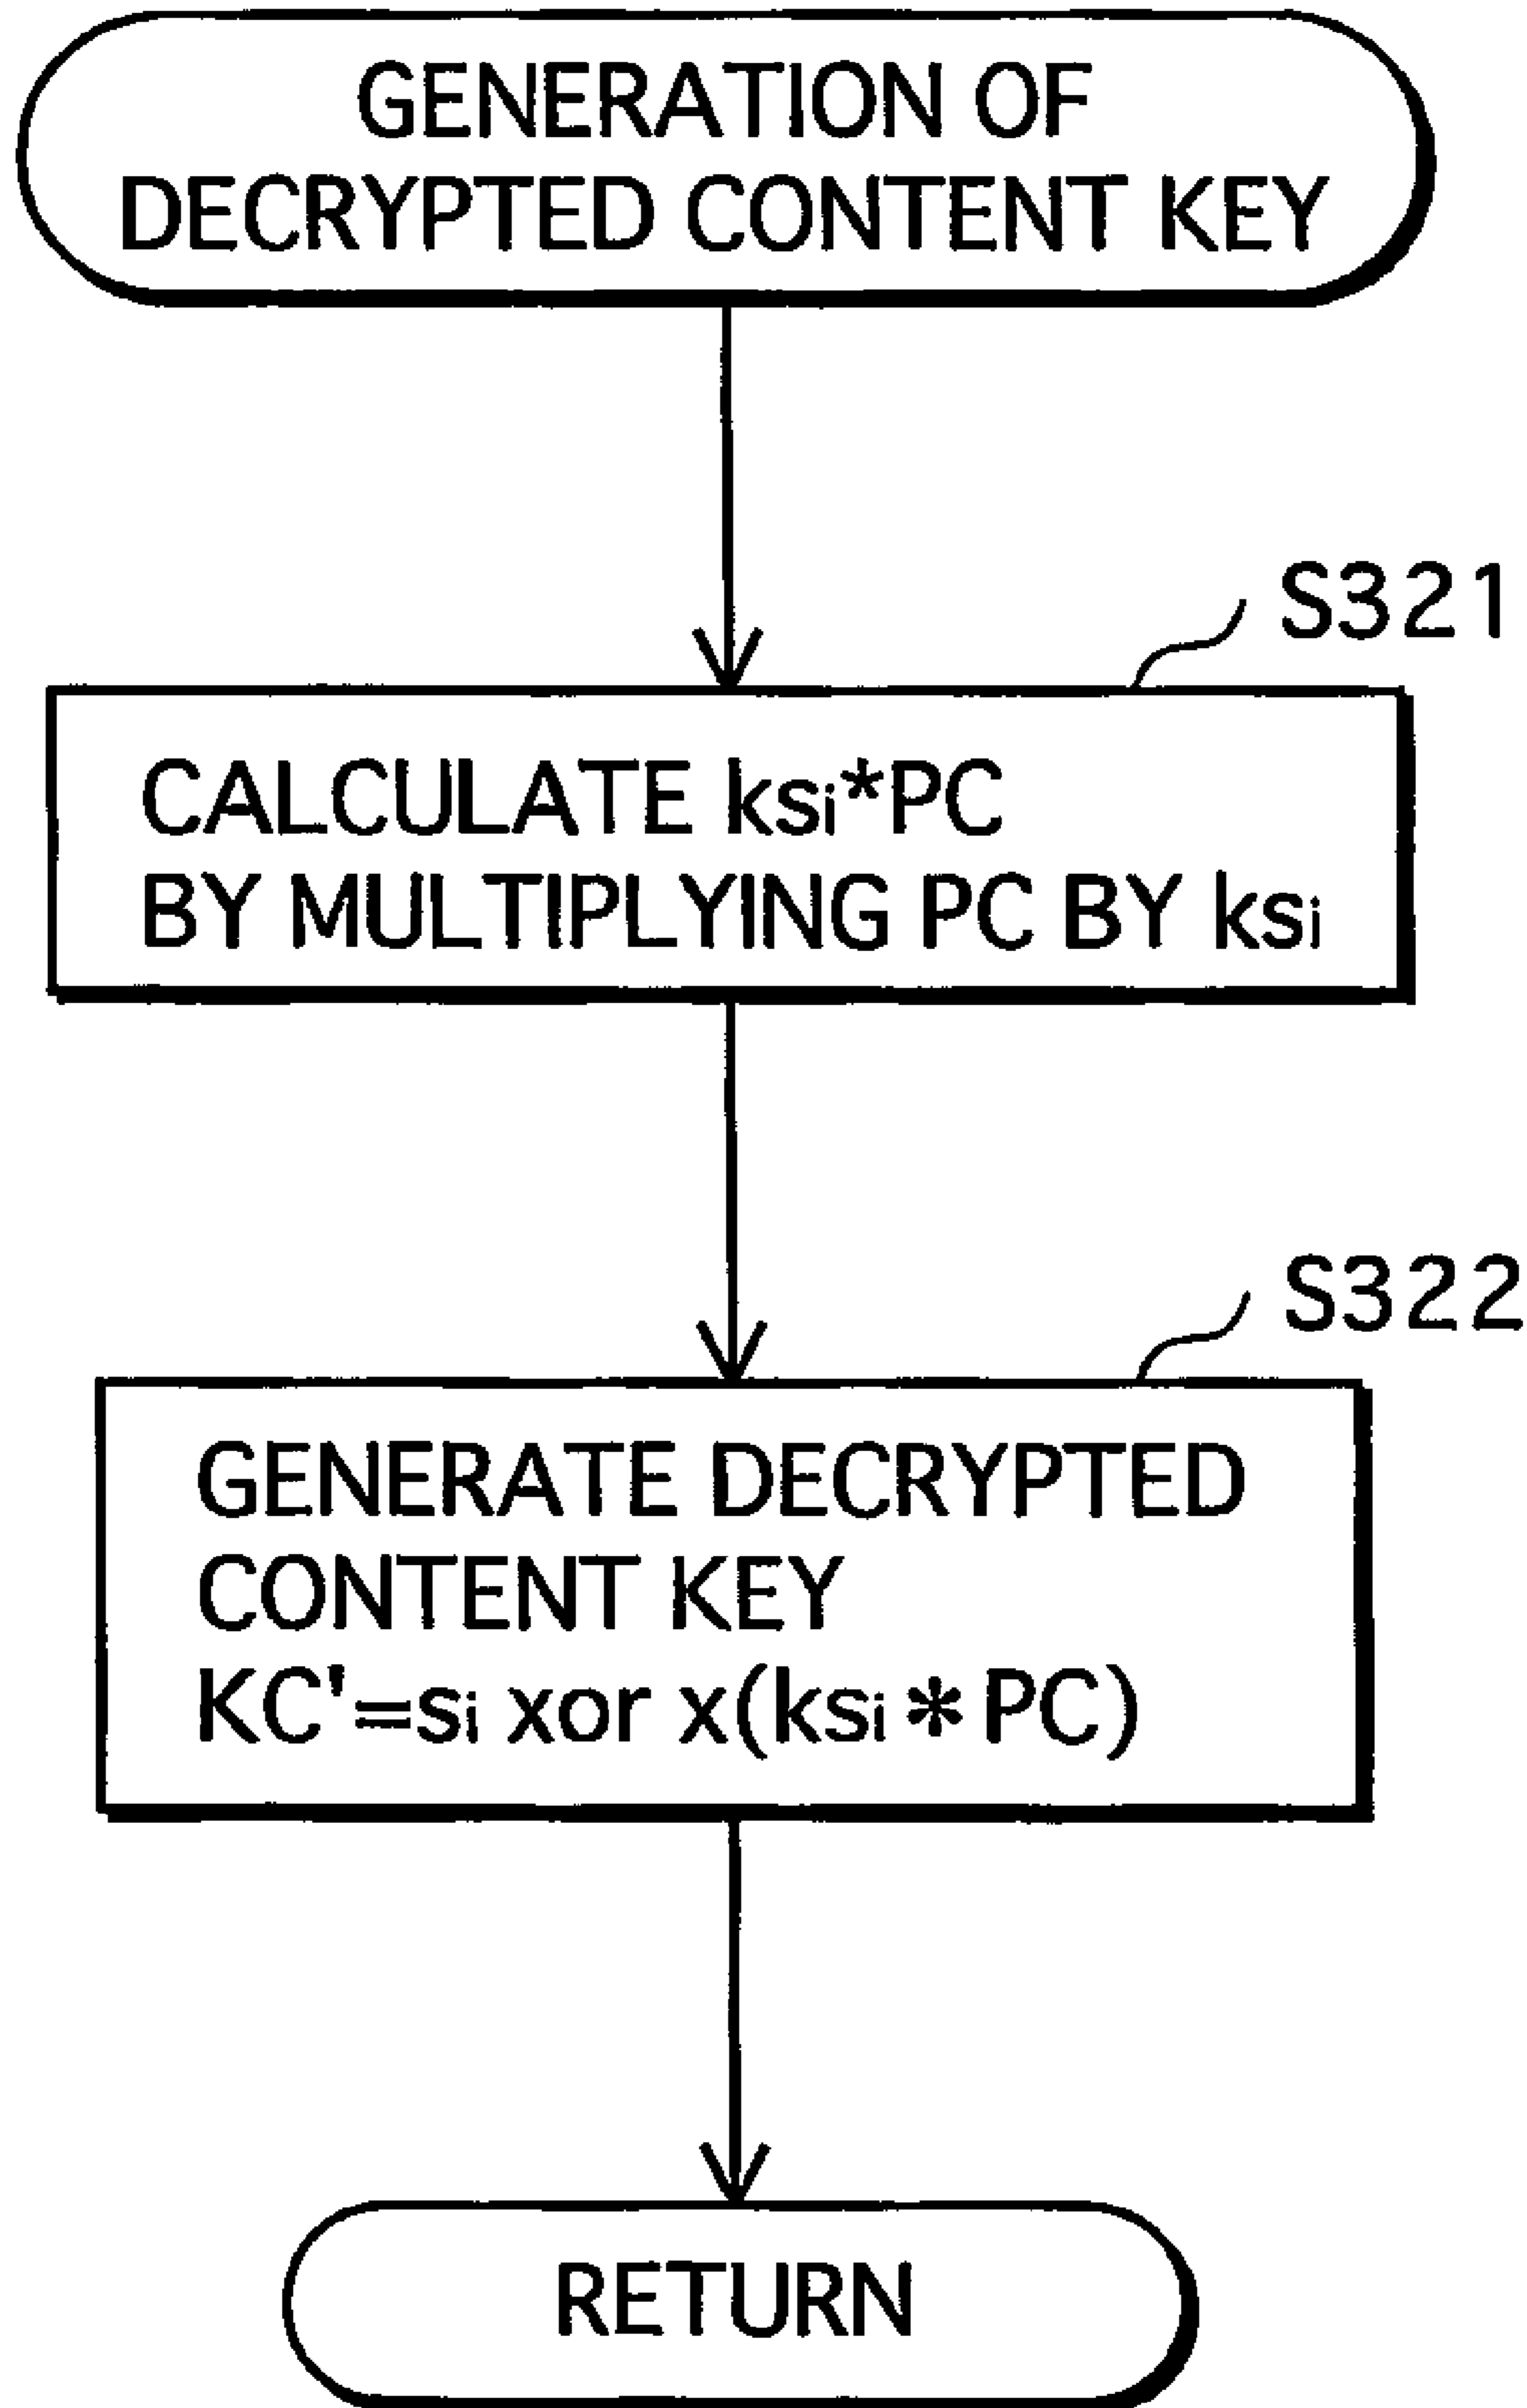 GENERATION OF
DECRYPTED CONTENT KEY
S321
CALCULATE ksi*PC
BY MULTIPLYING PC BY ksi
S322
GENERATE DECRYPTED
CONTENT KEY
KC'=si xor x(ksi * PC)
RETURN